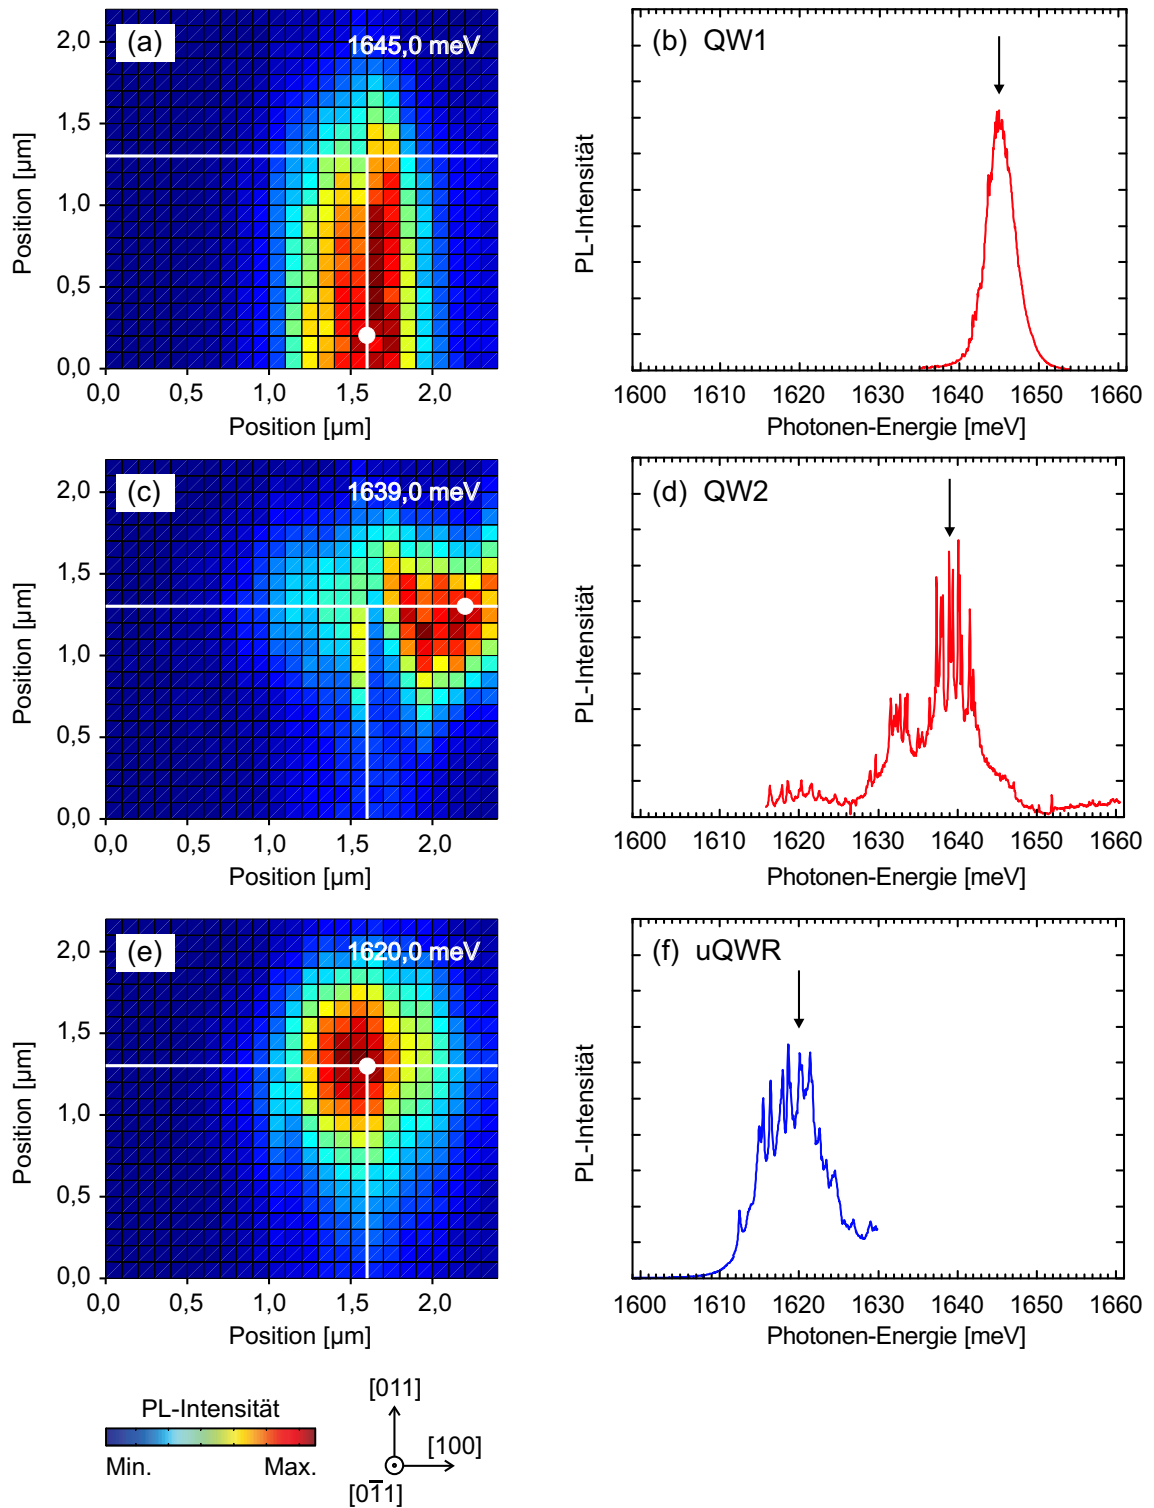 (a)
1645,0 meV
2,0
1,5
1,0
0,5
0,0
Position [µm]
0,0 0,5 1,0 1,5 2,0
Position [µm]
(b) QW1
PL-Intensität
1600 1610 1620 1630 1640 1650 1660
Photonen-Energie [meV]
(c)
1639,0 meV
2,0
1,5
1,0
0,5
0,0
Position [µm]
0,0 0,5 1,0 1,5 2,0
Position [µm]
(d) QW2
PL-Intensität
1600 1610 1620 1630 1640 1650 1660
Photonen-Energie [meV]
(e)
1620,0 meV
2,0
1,5
1,0
0,5
0,0
Position [µm]
0,0 0,5 1,0 1,5 2,0
Position [µm]
(f) uQWR
PL-Intensität
1600 1610 1620 1630 1640 1650 1660
Photonen-Energie [meV]
PL-Intensität
Min. Max.
[011]
[100]
[01̅1]